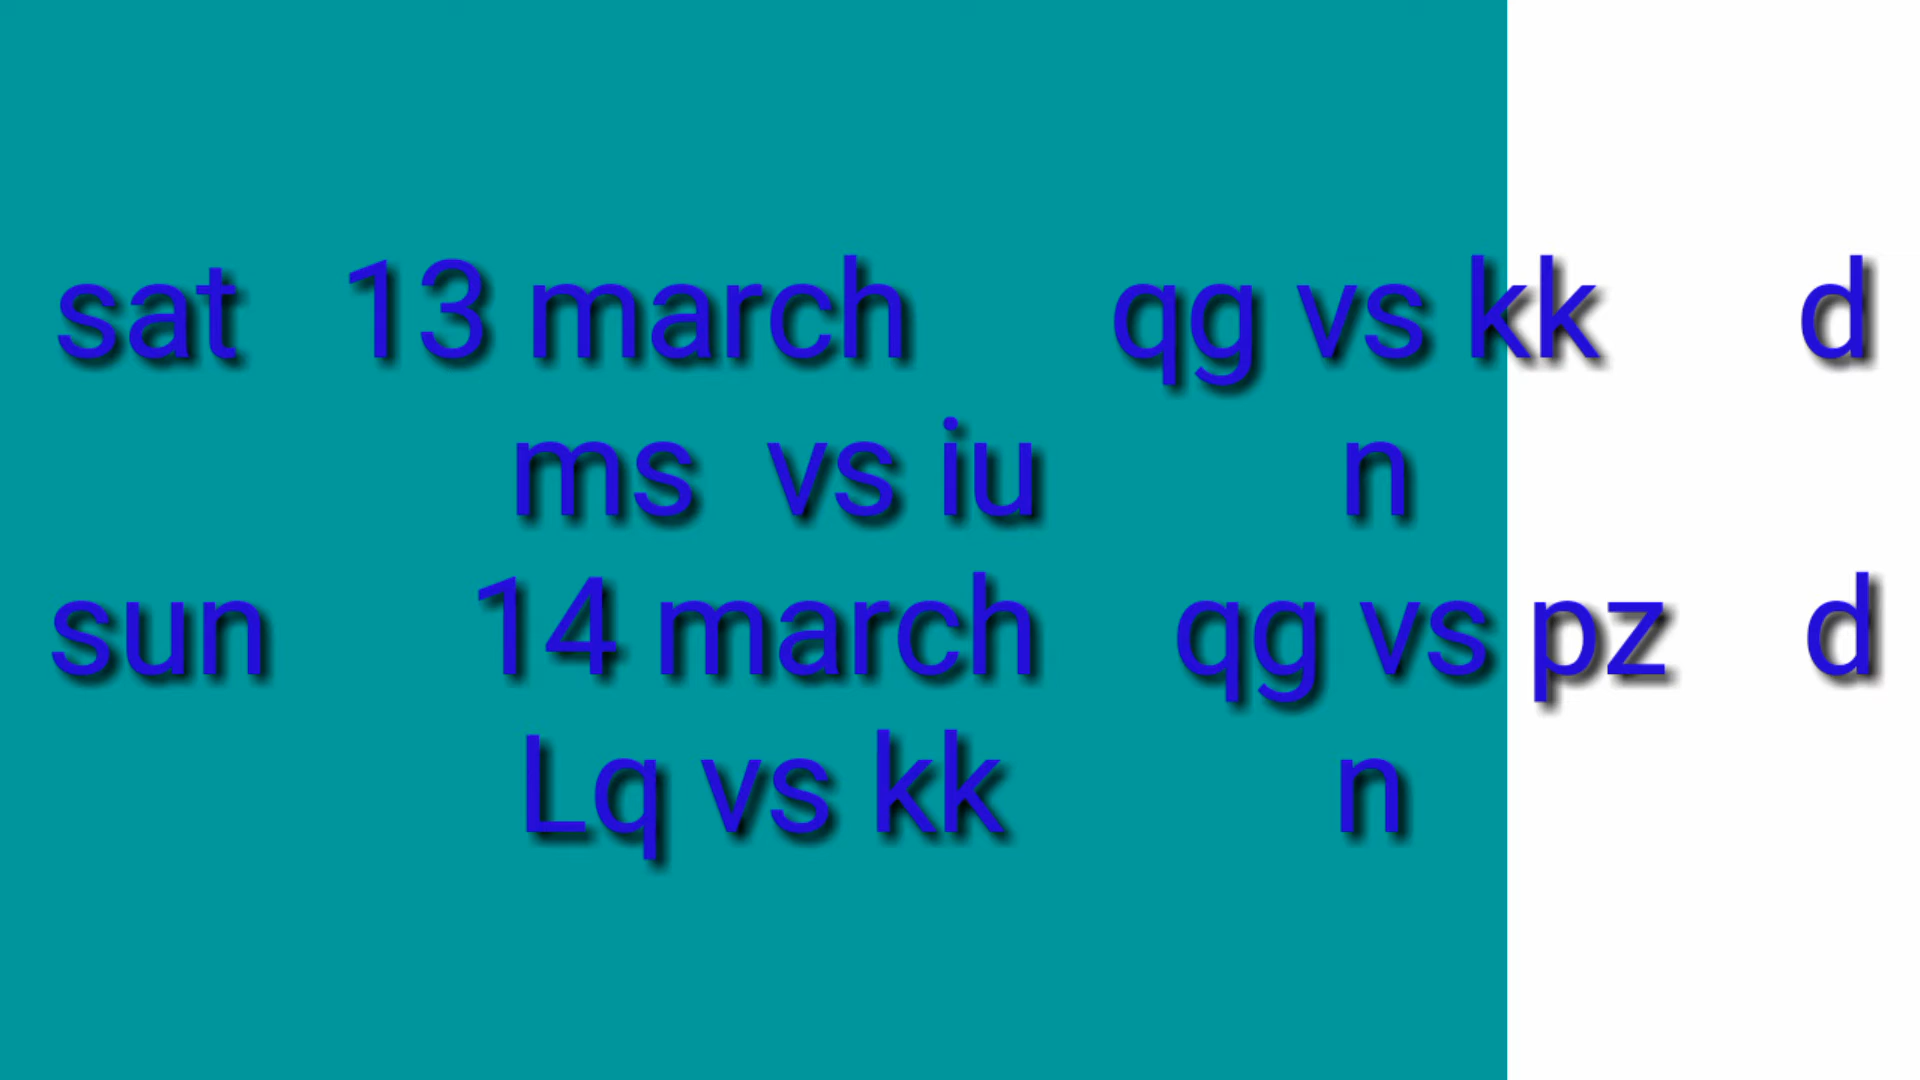 sat 13 march qg vs kk d
ms vs iu n
sun 14 march qg vs pz d
Lq vs kk n